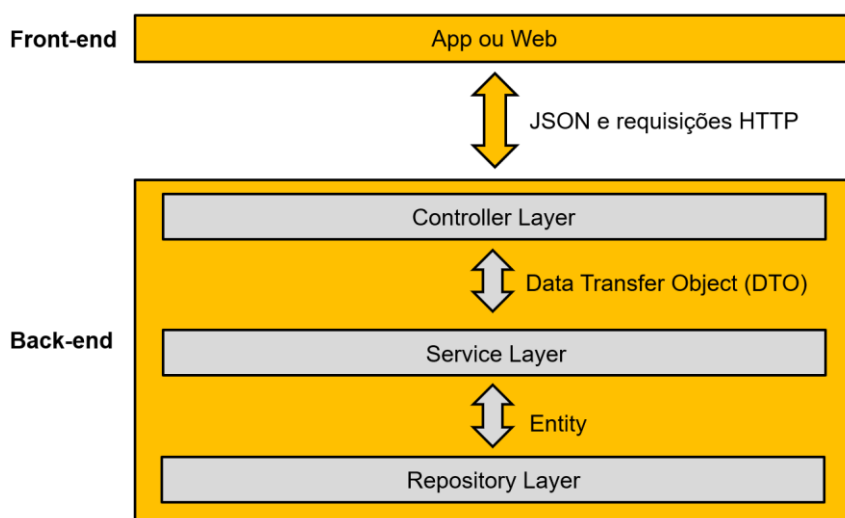 Front-end
App ou Web
JSON e requisições HTTP
Controller Layer
Data Transfer Object (DTO)
Back-end
Service Layer
Entity
Repository Layer